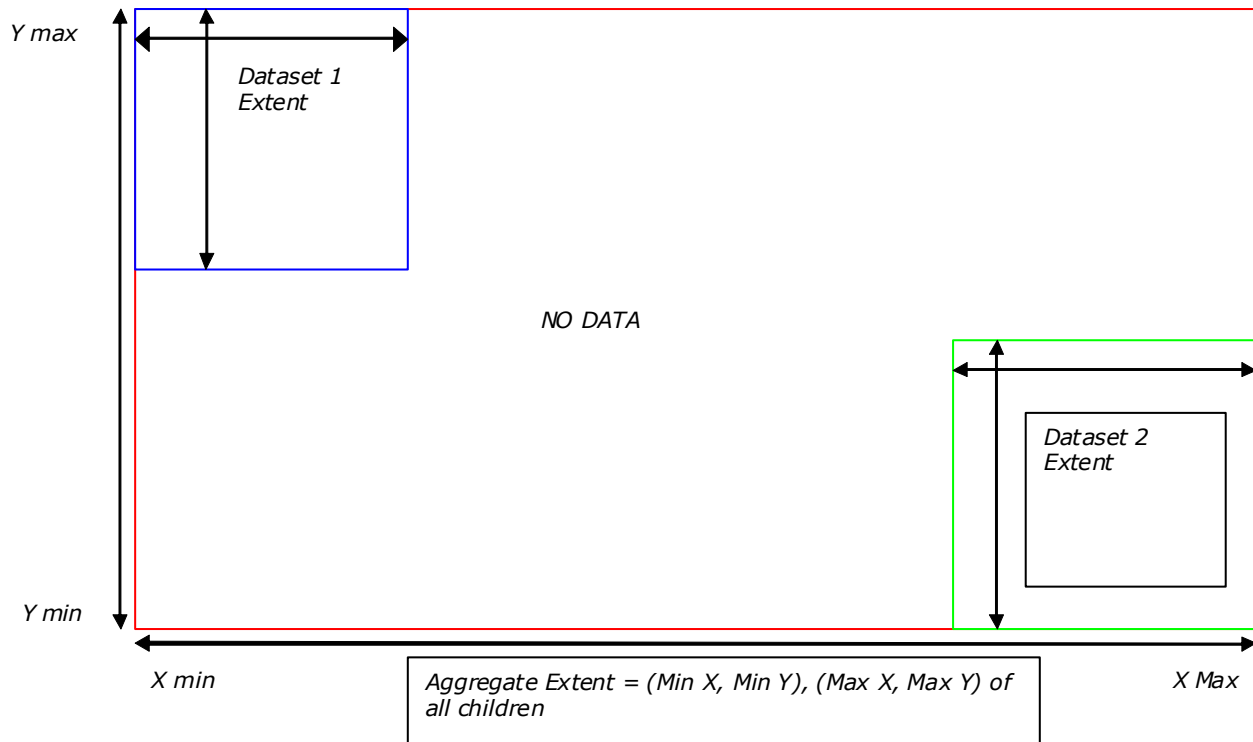 Y max
Dataset 1
Extent
NO DATA
Dataset 2
Extent
Y min
X min
X Max
Aggregate Extent = (Min X, Min Y), (Max X, Max Y) of
all children